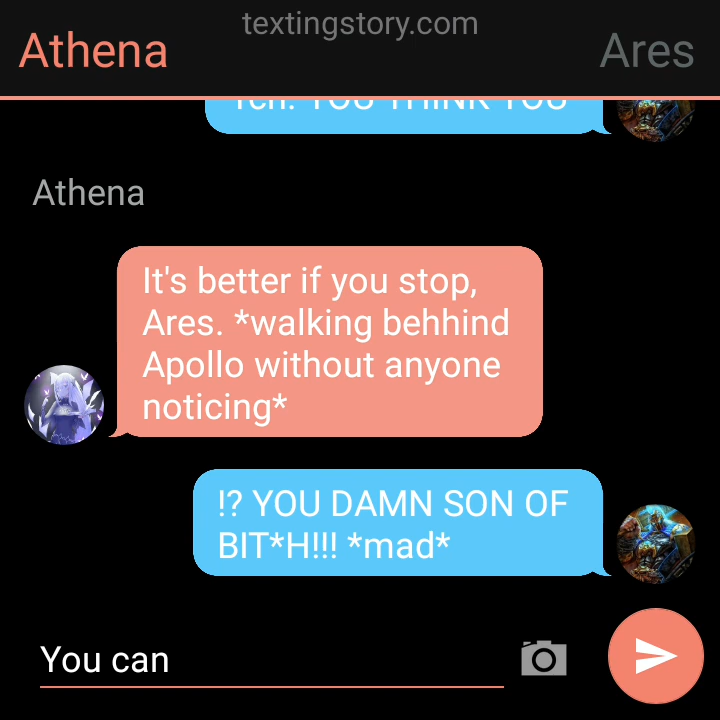 textingstory.com
Athena
Ares
Tch. YOU THINK YOU
Athena
It's better if you stop,
Ares. *walking behhind
Apollo without anyone
noticing*
!? YOU DAMN SON OF
BIT*H!!! *mad*
You can